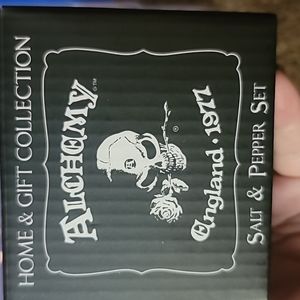 HOME & GIFT COLLECTION
ALCHEMY
England · 1977
SALT & PEPPER SET